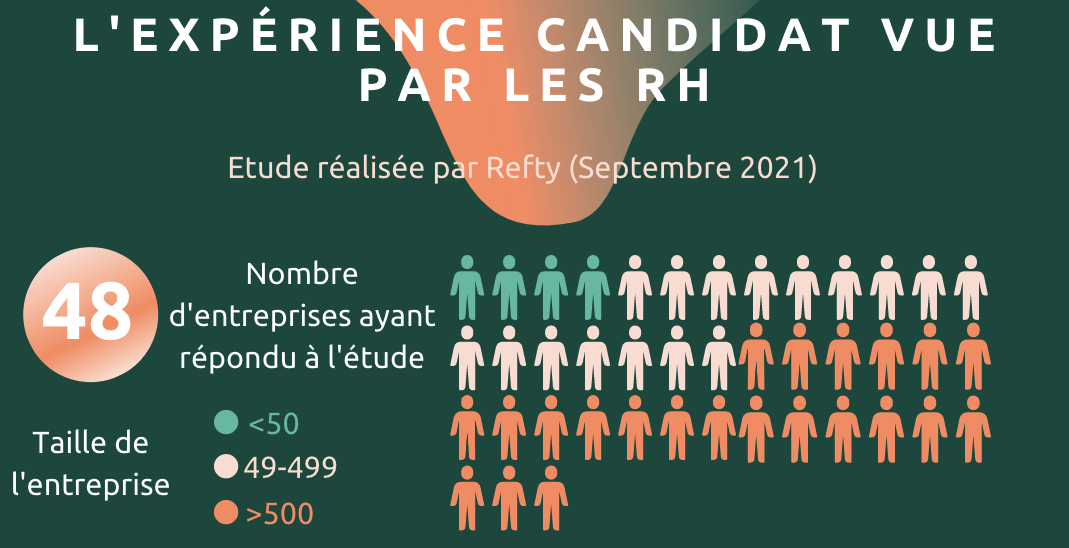 L'EXPÉRIENCE CANDIDAT VUE
PAR LES RH
Etude réalisée par Refty (Septembre 2021)
48
Nombre
d'entreprises ayant
répondu à l'étude
Taille de
l'entreprise
<50
49-499
>500